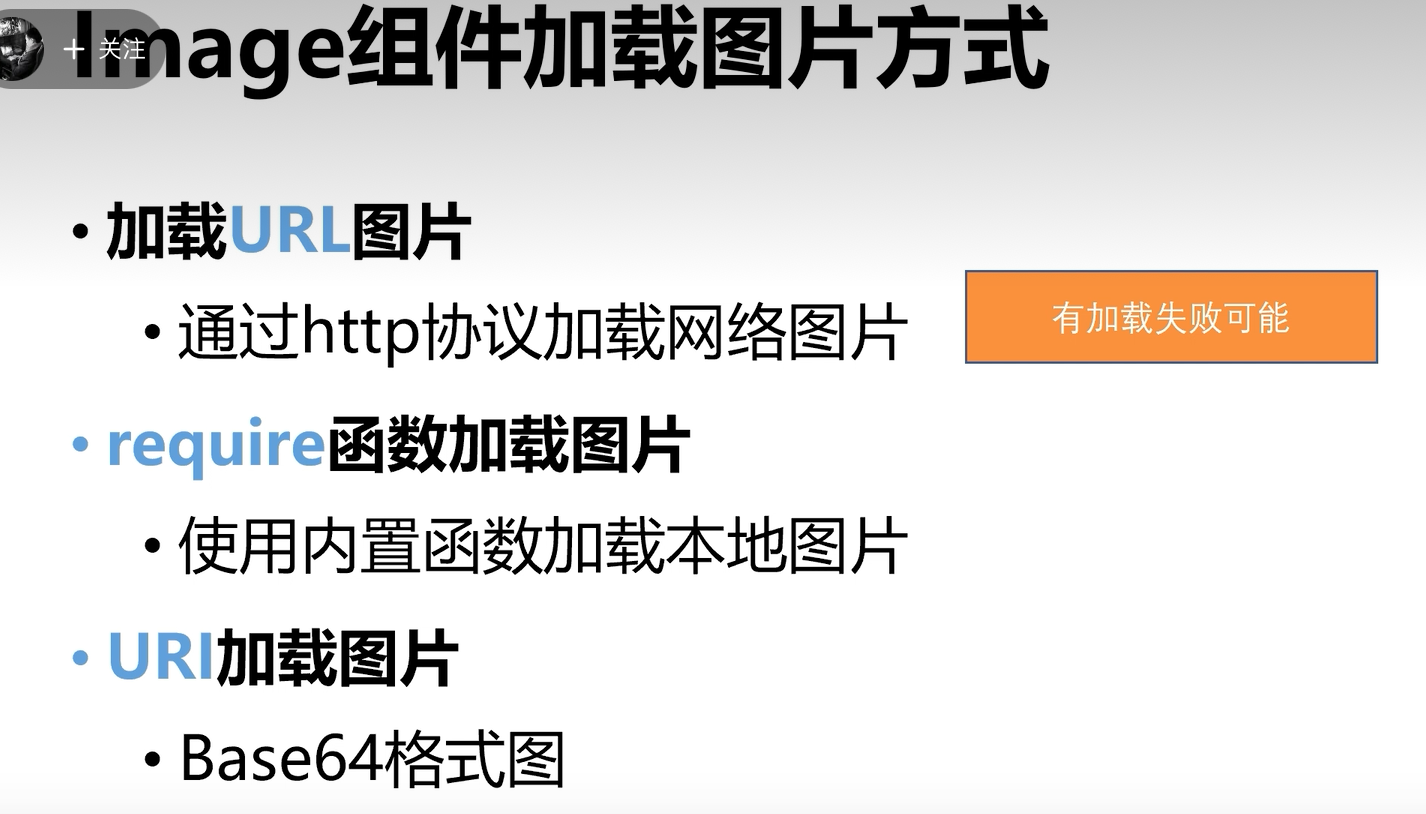 + 关注
Image组件加载图片方式
• 加载URL图片
• 通过http协议加载网络图片
有加载失败可能
• require函数加载图片
• 使用内置函数加载本地图片
• URI加载图片
• Base64格式图